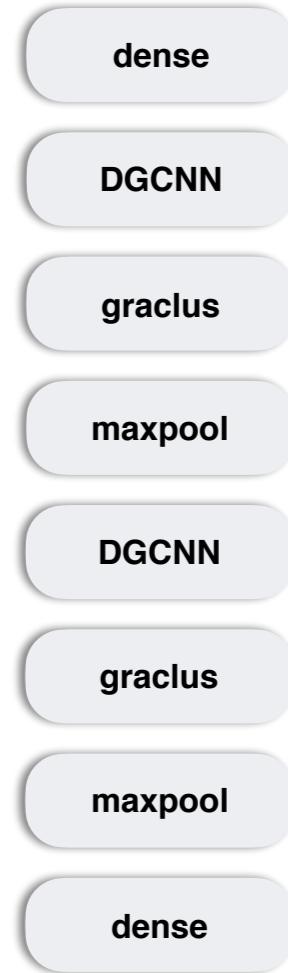 dense
DGCNN
graclus
maxpool
DGCNN
graclus
maxpool
dense